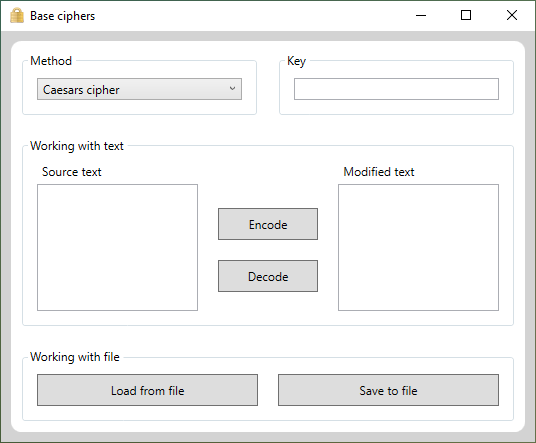 Base ciphers
Method
Key
Caesars cipher
Working with text
Source text
Modified text
Encode
Decode
Working with file
Load from file
Save to file